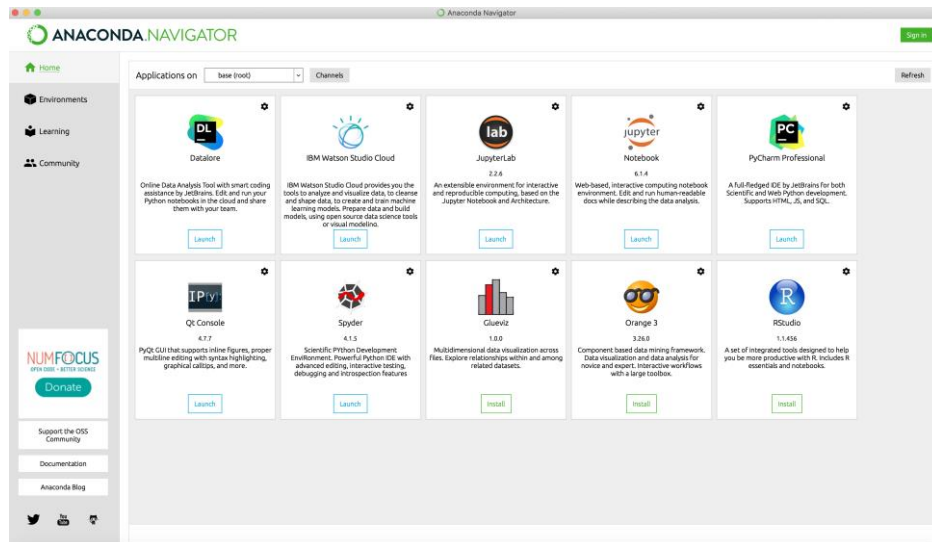 Anaconda Navigator
ANACONDA.NAVIGATOR
Sign in
Home
Environments
Learning
Community
Applications on
base (root)
Channels
Refresh
DL
Datalore
Online Data Analysis Tool with smart coding
assistance by JetBrains. Edit and run your
Python notebooks in the cloud and share
them with your team.
Launch
IBM Watson Studio Cloud
IBM Watson Studio Cloud provides you the
tools to analyze and visualize data, to cleanse
and shape data, to create and train machine
learning models. Prepare data and build
models, using open source data science tools
or visual modeling.
Launch
lab
JupyterLab
2.2.6
An extensible environment for interactive
and reproducible computing, based on the
Jupyter Notebook and Architecture.
Launch
jupyter
Notebook
6.1.4
Web-based, interactive computing notebook
environment. Edit and run human-readable
docs while describing the data analysis.
Launch
PC
PyCharm Professional
A full-fledged IDE by JetBrains for both
Scientific and Web Python development.
Supports HTML, JS, and SQL.
Launch
IP[y]:
Qt Console
4.7.7
PyQt GUI that supports inline figures, proper
multiline editing with syntax highlighting,
graphical calltips, and more.
Launch
Spyder
4.1.5
Scientific PYthon Development
EnviRonment. Powerful Python IDE with
advanced editing, interactive testing,
debugging and introspection features
Launch
Glueviz
1.0.0
Multidimensional data visualization across
files. Explore relationships within and among
related datasets.
Install
Orange 3
3.26.0
Component based data mining framework.
Data visualization and data analysis for
novice and expert. Interactive workflows
with a large toolbox.
Install
R
RStudio
1.1.456
A set of integrated tools designed to help
you be more productive with R. Includes R
essentials and notebooks.
Install
NUMFOCUS
OPEN CODE = BETTER SCIENCE
Donate
Support the OSS
Community
Documentation
Anaconda Blog
You
Tube